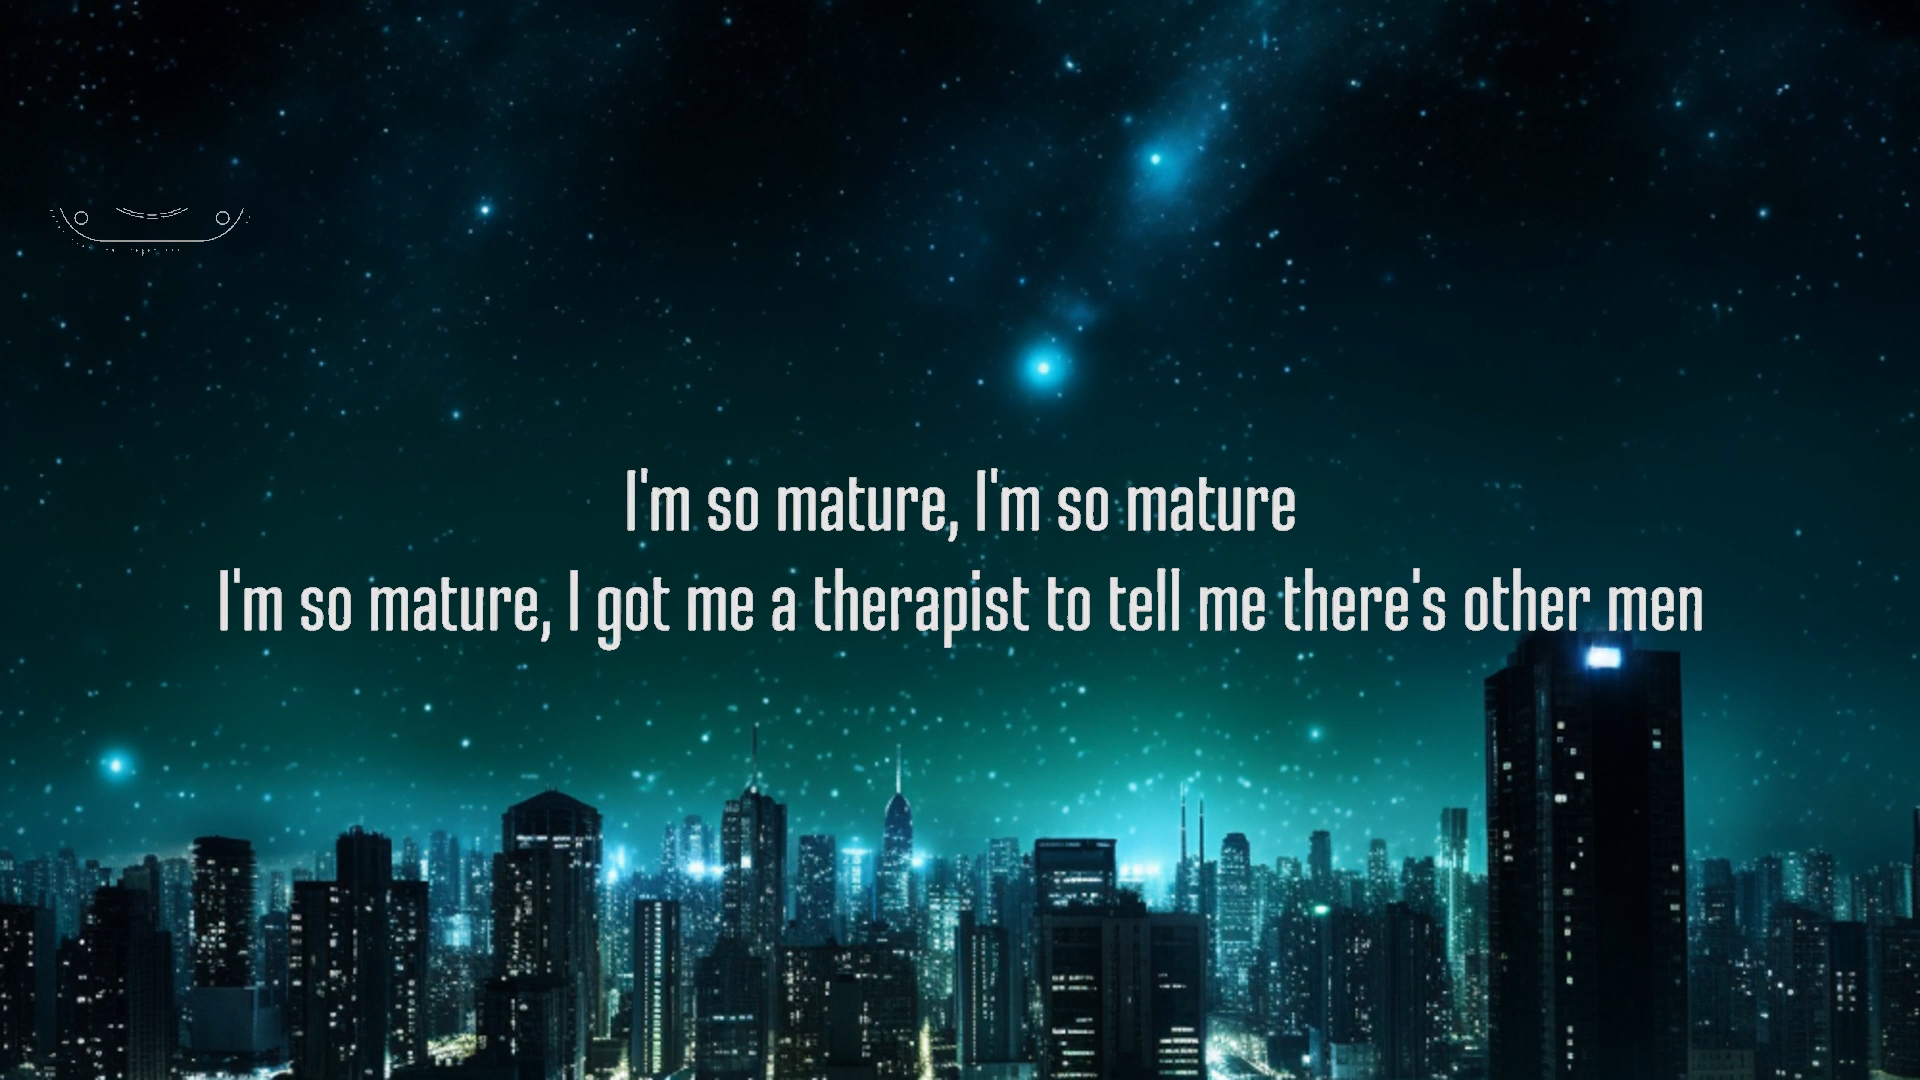 I'm so mature, I'm so mature
I'm so mature, I got me a therapist to tell me there's other men